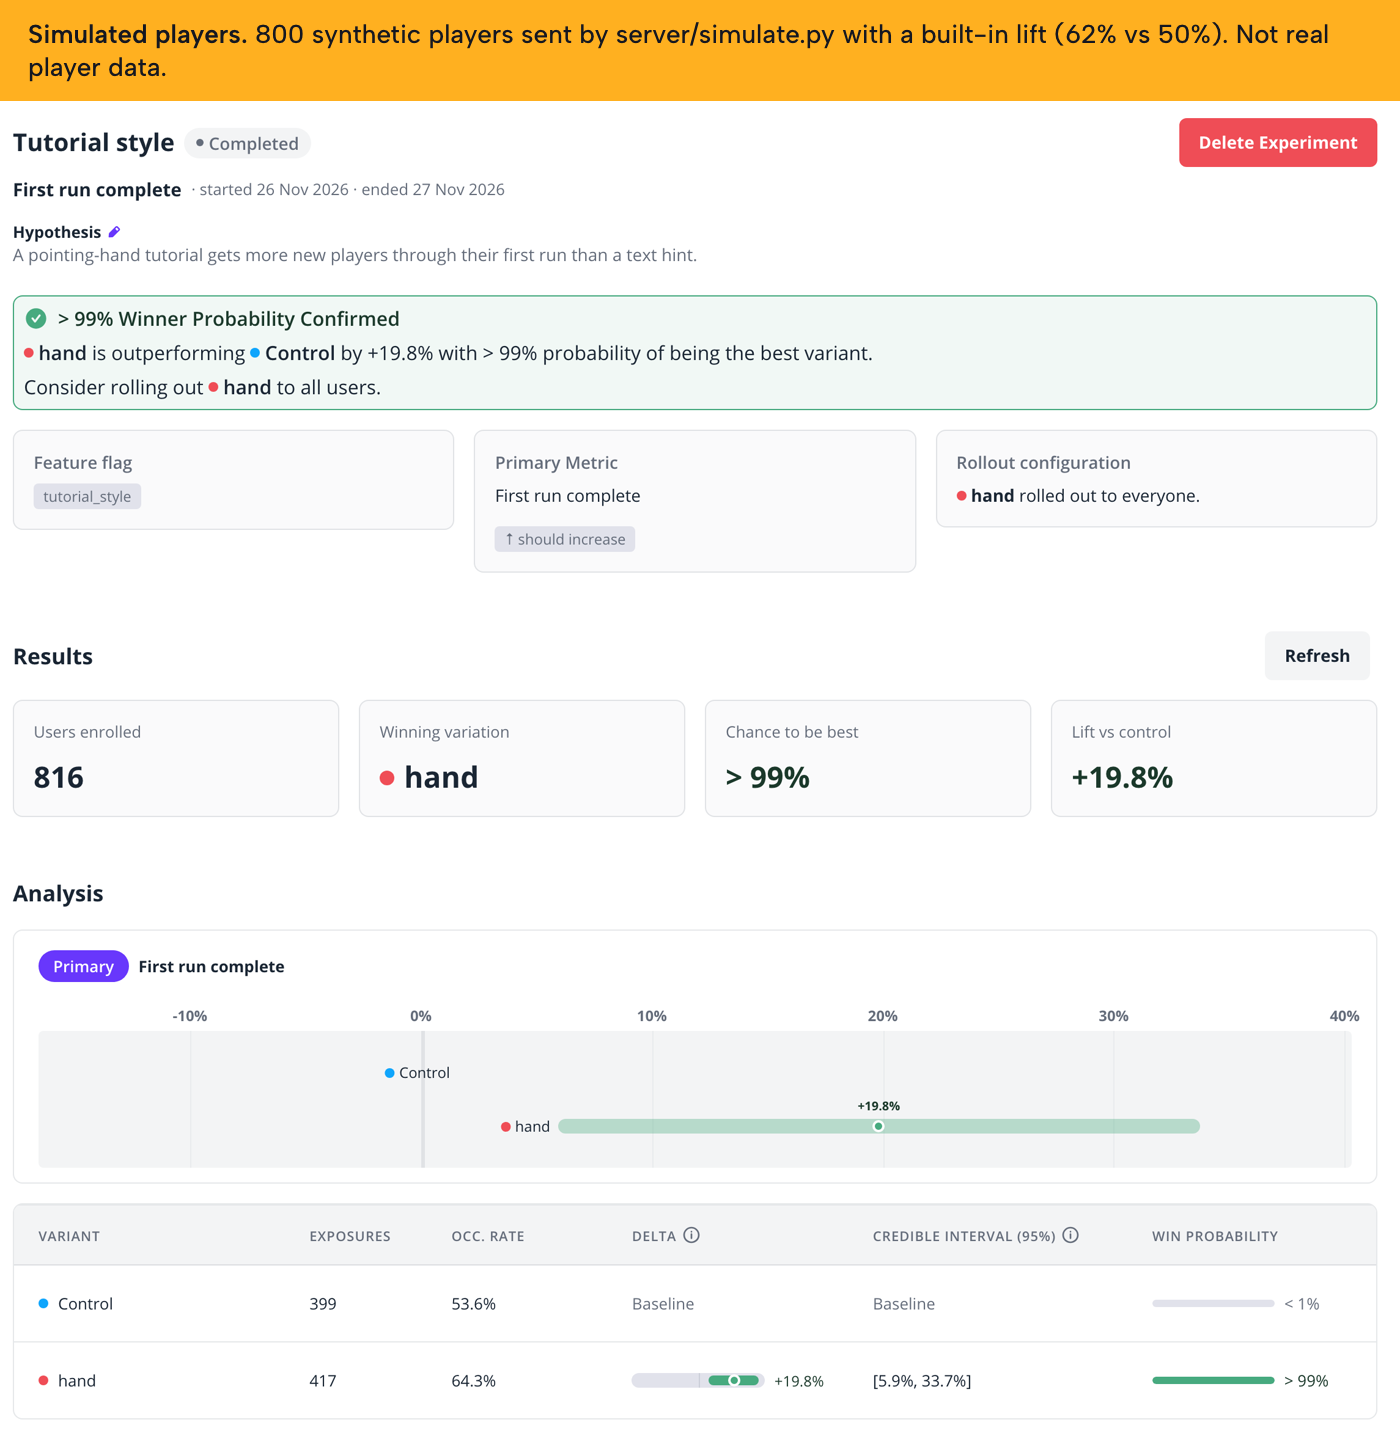 Simulated players. 800 synthetic players sent by server/simulate.py with a built-in lift (62% vs 50%). Not real
player data.
Tutorial style
Completed
Delete Experiment
First run complete · started 26 Nov 2026 · ended 27 Nov 2026
Hypothesis
A pointing-hand tutorial gets more new players through their first run than a text hint.
> 99% Winner Probability Confirmed
hand is outperforming Control by +19.8% with > 99% probability of being the best variant.
Consider rolling out hand to all users.
Feature flag
tutorial_style
Primary Metric
First run complete
↑ should increase
Rollout configuration
hand rolled out to everyone.
Results
Refresh
Users enrolled
816
Winning variation
hand
Chance to be best
> 99%
Lift vs control
+19.8%
Analysis
Primary First run complete
-10% 0% 10% 20% 30% 40%
Control
+19.8%
hand
VARIANT EXPOSURES OCC. RATE DELTA CREDIBLE INTERVAL (95%) WIN PROBABILITY
Control 399 53.6% Baseline Baseline < 1%
hand 417 64.3% +19.8% [5.9%, 33.7%] > 99%